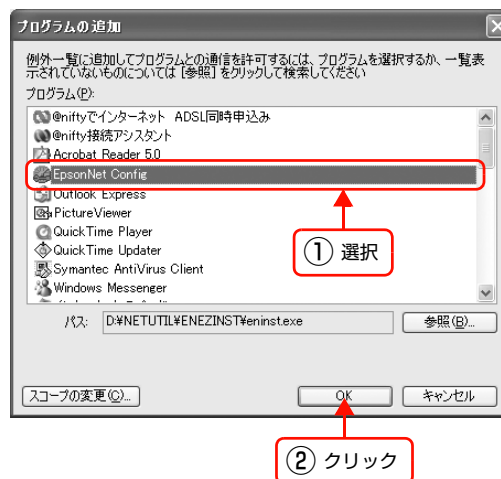 プログラムの追加
例外一覧に追加してプログラムとの通信を許可するには、プログラムを選択するか、一覧表
示されていないものについては [参照] をクリックして検索してください
プログラム(P):
@niftyでインターネット ADSL同時申込み
@nifty接続アシスタント
Acrobat Reader 5.0
EpsonNet Config
Outlook Express
PictureViewer
QuickTime Player
① 選択
QuickTime Updater
Symantec AntiVirus Client
Windows Messenger
パス: D:¥NETUTIL¥ENEZINST¥eninst.exe 参照(B)...
スコープの変更(C)... OK キャンセル
② クリック